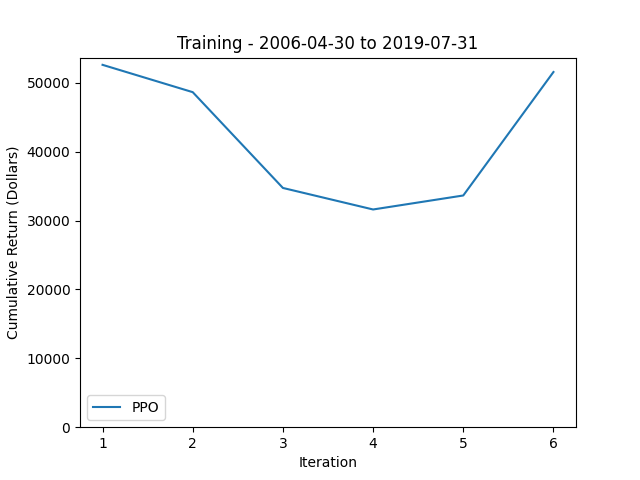 Training - 2006-04-30 to 2019-07-31
Cumulative Return (Dollars)
50000
40000
30000
20000
10000
0
PPO
1 2 3 4 5 6
Iteration